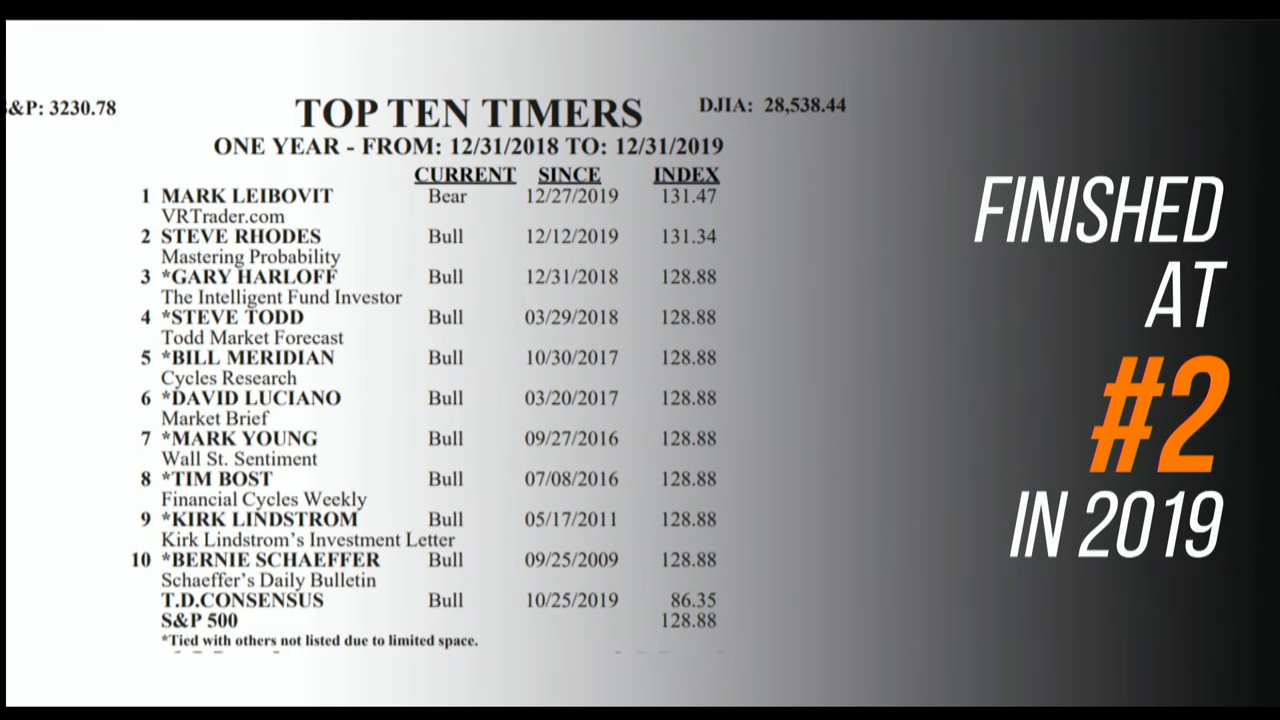 &P: 3230.78
TOP TEN TIMERS
DJIA: 28,538.44
ONE YEAR - FROM: 12/31/2018 TO: 12/31/2019
CURRENT SINCE INDEX
1 MARK LEIBOVIT Bear 12/27/2019 131.47
VRTrader.com
2 STEVE RHODES Bull 12/12/2019 131.34
Mastering Probability
3 *GARY HARLOFF Bull 12/31/2018 128.88
The Intelligent Fund Investor
4 *STEVE TODD Bull 03/29/2018 128.88
Todd Market Forecast
5 *BILL MERIDIAN Bull 10/30/2017 128.88
Cycles Research
6 *DAVID LUCIANO Bull 03/20/2017 128.88
Market Brief
7 *MARK YOUNG Bull 09/27/2016 128.88
Wall St. Sentiment
8 *TIM BOST Bull 07/08/2016 128.88
Financial Cycles Weekly
9 *KIRK LINDSTROM Bull 05/17/2011 128.88
Kirk Lindstrom's Investment Letter
10 *BERNIE SCHAEFFER Bull 09/25/2009 128.88
Schaeffer's Daily Bulletin
T.D.CONSENSUS Bull 10/25/2019 86.35
S&P 500 128.88
*Tied with others not listed due to limited space.
FINISHED
AT
#2
IN 2019